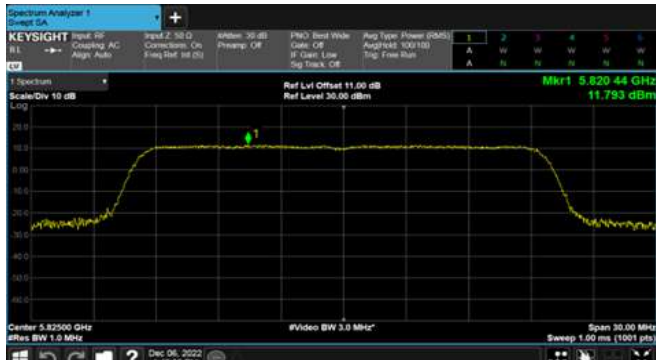 Spectrum Analyzer 1
Swept SA
+
KEYSIGHT
RL
Input: RF
Coupling: AC
Align: Auto
Input Z: 50 Ω
Corrections: On
Freq Ref: Int (S)
#Atten: 30 dB
Preamp: Off
PNO: Best Wide
Gate: Off
IF Gain: Low
Sig Track: Off
Avg Type: Power (RMS)
Avg|Hold: 100/100
Trig: Free Run
1 2 3 4 5 6
A W W W W W
A N N N N N
LW
1 Spectrum
Scale/Div 10 dB
Ref Lvl Offset 11.00 dB
Ref Level 30.00 dBm
Mkr1 5.820 44 GHz
11.793 dBm
Log
20.0
10.0
0.00
-10.0
-20.0
-30.0
-40.0
-50.0
-60.0
1
Center 5.82500 GHz
#Video BW 3.0 MHz*
Span 30.00 MHz
#Res BW 1.0 MHz
Sweep 1.00 ms (1001 pts)
?
Dec 06, 2022